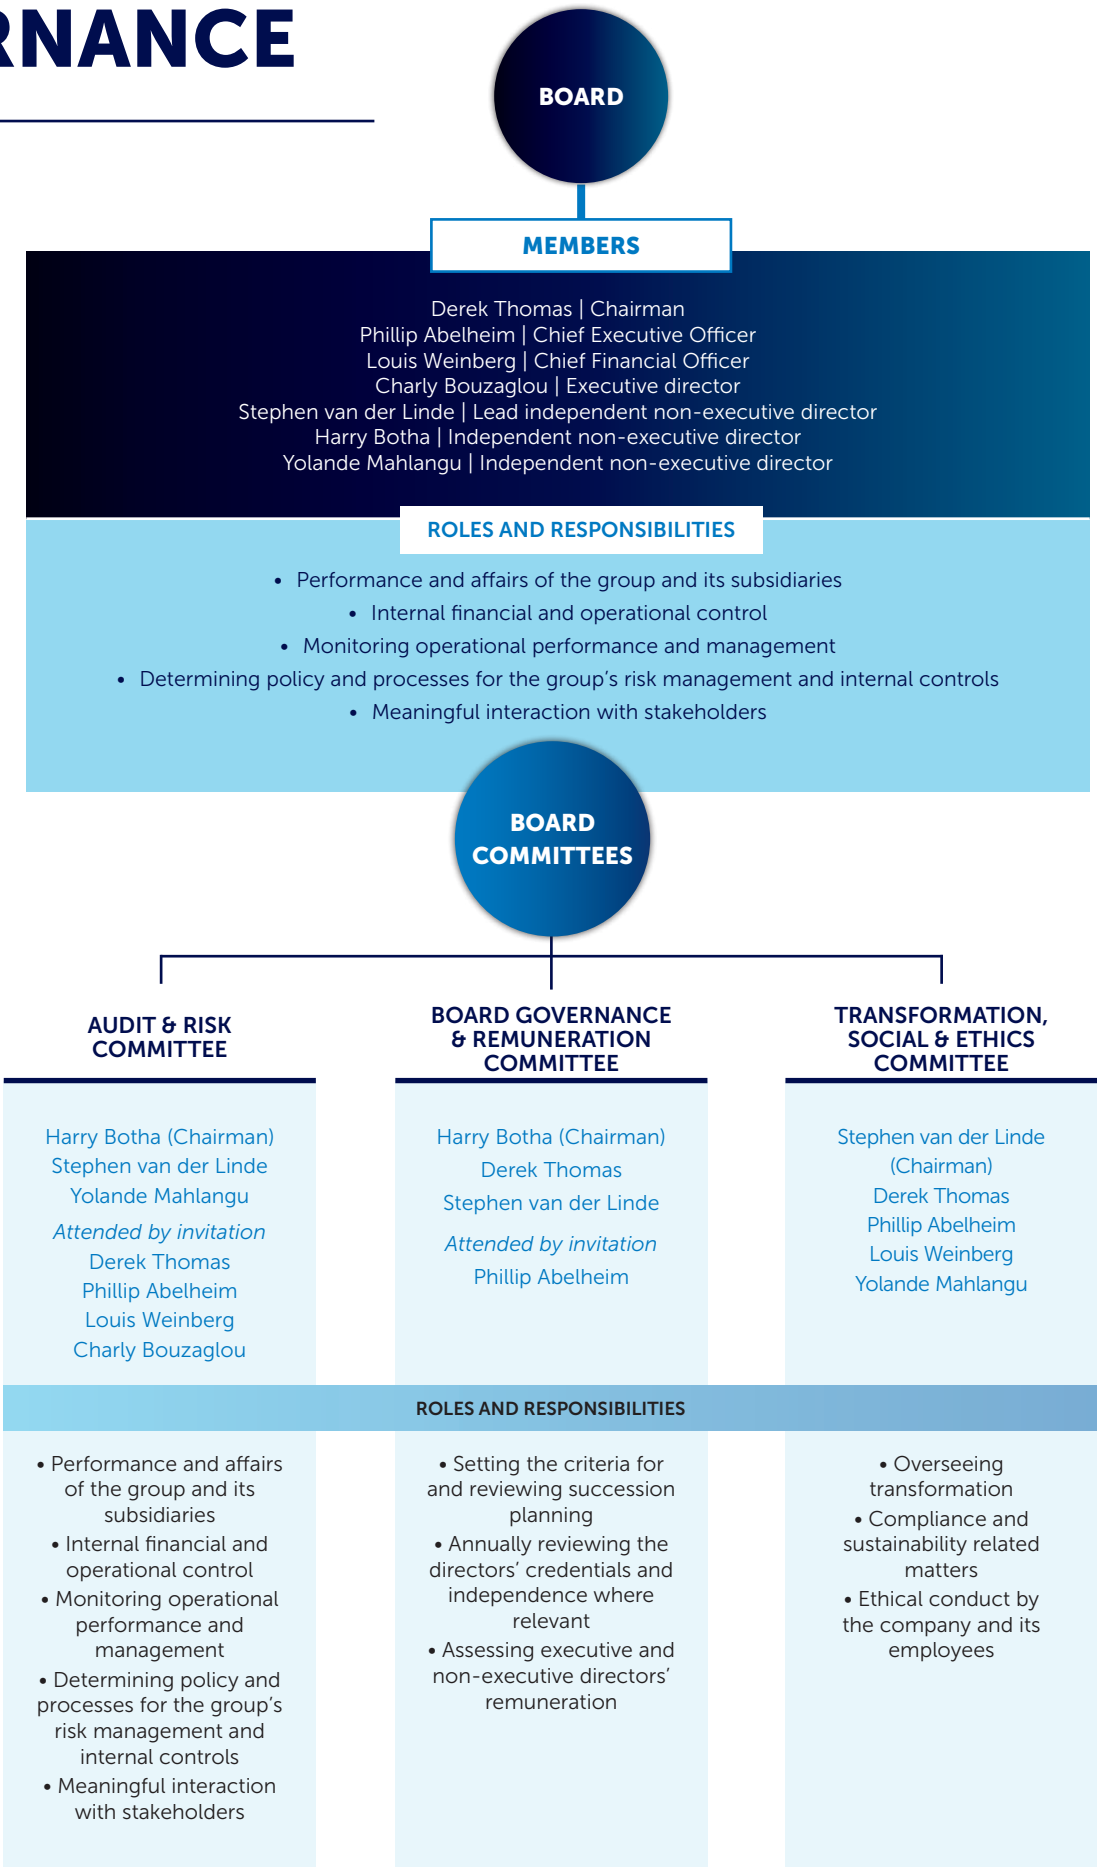 RNANCE
BOARD
MEMBERS
Derek Thomas | Chairman
Phillip Abelheim | Chief Executive Officer
Louis Weinberg | Chief Financial Officer
Charly Bouzaglou | Executive director
Stephen van der Linde | Lead independent non-executive director
Harry Botha | Independent non-executive director
Yolande Mahlangu | Independent non-executive director
ROLES AND RESPONSIBILITIES
• Performance and affairs of the group and its subsidiaries
• Internal financial and operational control
• Monitoring operational performance and management
• Determining policy and processes for the group's risk management and internal controls
• Meaningful interaction with stakeholders
BOARD
COMMITTEES
AUDIT & RISK
COMMITTEE
Harry Botha (Chairman)
Stephen van der Linde
Yolande Mahlangu
Attended by invitation
Derek Thomas
Phillip Abelheim
Louis Weinberg
Charly Bouzaglou
BOARD GOVERNANCE
& REMUNERATION
COMMITTEE
Harry Botha (Chairman)
Derek Thomas
Stephen van der Linde
Attended by invitation
Phillip Abelheim
TRANSFORMATION,
SOCIAL & ETHICS
COMMITTEE
Stephen van der Linde
(Chairman)
Derek Thomas
Phillip Abelheim
Louis Weinberg
Yolande Mahlangu
ROLES AND RESPONSIBILITIES
• Performance and affairs
of the group and its
subsidiaries
• Internal financial and
operational control
• Monitoring operational
performance and
management
• Determining policy and
processes for the group's
risk management and
internal controls
• Meaningful interaction
with stakeholders
• Setting the criteria for
and reviewing succession
planning
• Annually reviewing the
directors' credentials and
independence where
relevant
• Assessing executive and
non-executive directors'
remuneration
• Overseeing
transformation
• Compliance and
sustainability related
matters
• Ethical conduct by
the company and its
employees